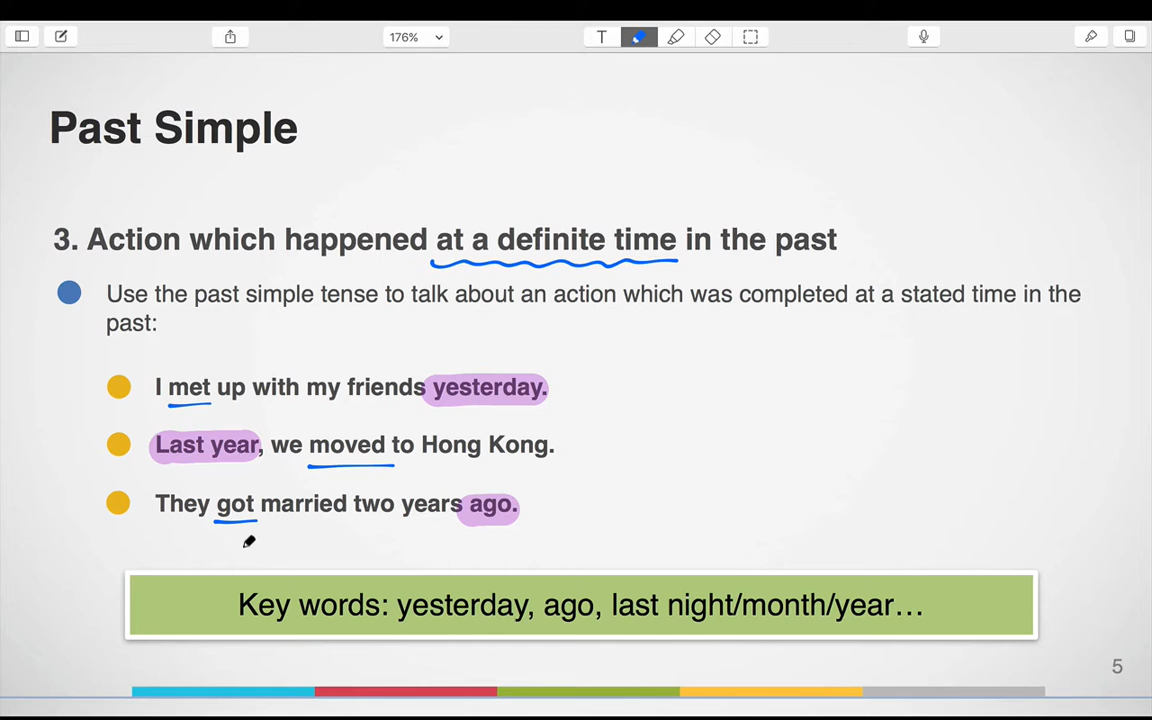 176%
T
Past Simple
3. Action which happened at a definite time in the past
Use the past simple tense to talk about an action which was completed at a stated time in the
past:
I met up with my friends yesterday.
Last year, we moved to Hong Kong.
They got married two years ago.
Key words: yesterday, ago, last night/month/year…
5